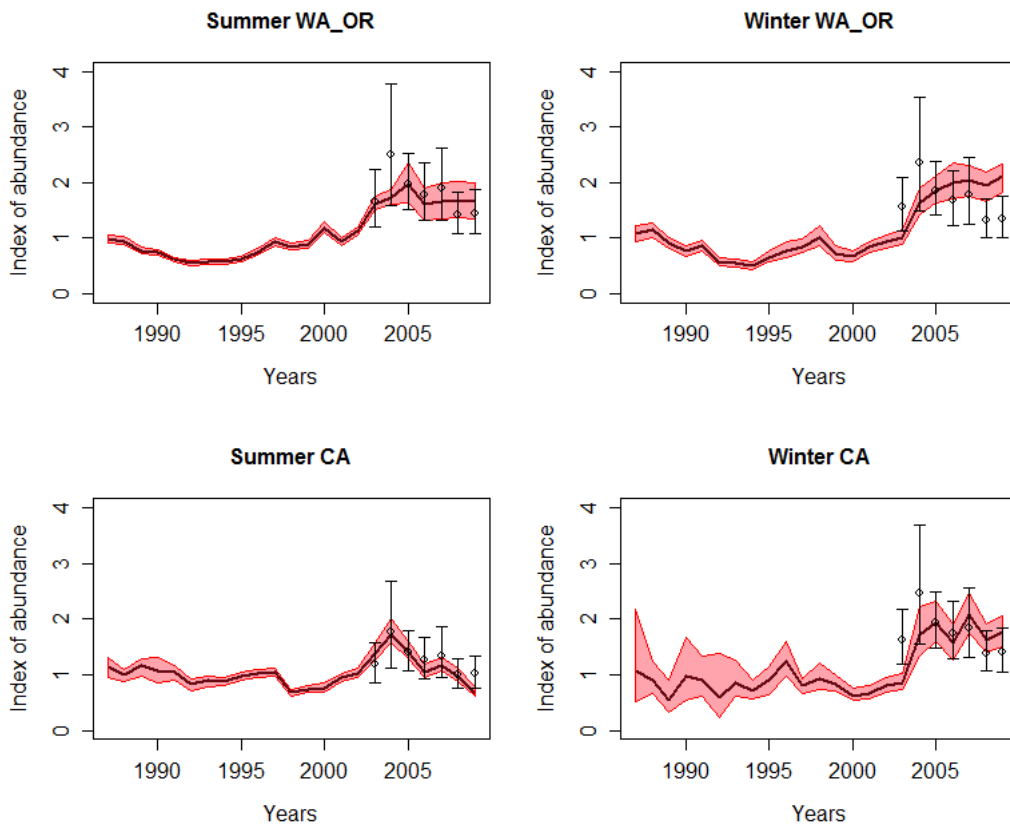 Summer WA_OR
Index of abundance
0 1 2 3 4
1990 1995 2000 2005
Years
Winter WA_OR
Index of abundance
0 1 2 3 4
1990 1995 2000 2005
Years
Summer CA
Index of abundance
0 1 2 3 4
1990 1995 2000 2005
Years
Winter CA
Index of abundance
0 1 2 3 4
1990 1995 2000 2005
Years